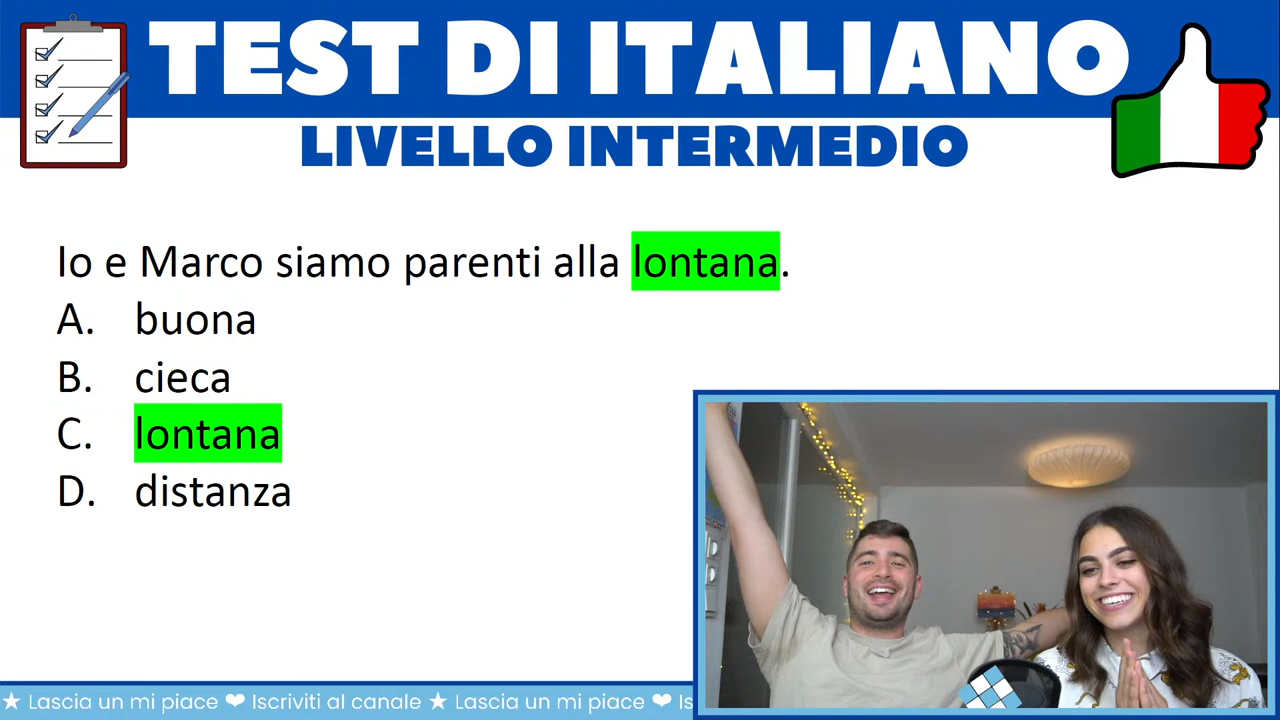 TEST DI ITALIANO
LIVELLO INTERMEDIO
Io e Marco siamo parenti alla lontana.
A. buona
B. cieca
C. lontana
D. distanza
★ Lascia un mi piace ❤ Iscriviti al canale ★ Lascia un mi piace ❤ Is